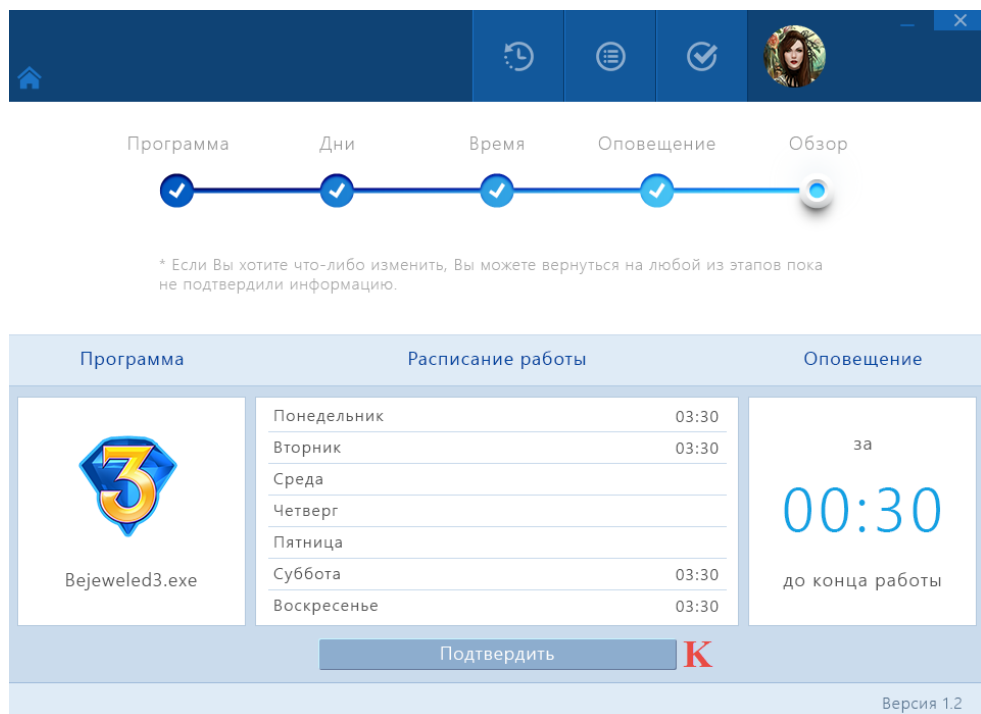 Программа Дни Время Оповещение Обзор
* Если Вы хотите что-либо изменить, Вы можете вернуться на любой из этапов пока
не подтвердили информацию.
Программа Расписание работы Оповещение
3
Bejeweled3.exe
Понедельник 03:30
Вторник 03:30
Среда
Четверг
Пятница
Суббота 03:30
Воскресенье 03:30
за
00:30
до конца работы
Подтвердить К
Версия 1.2